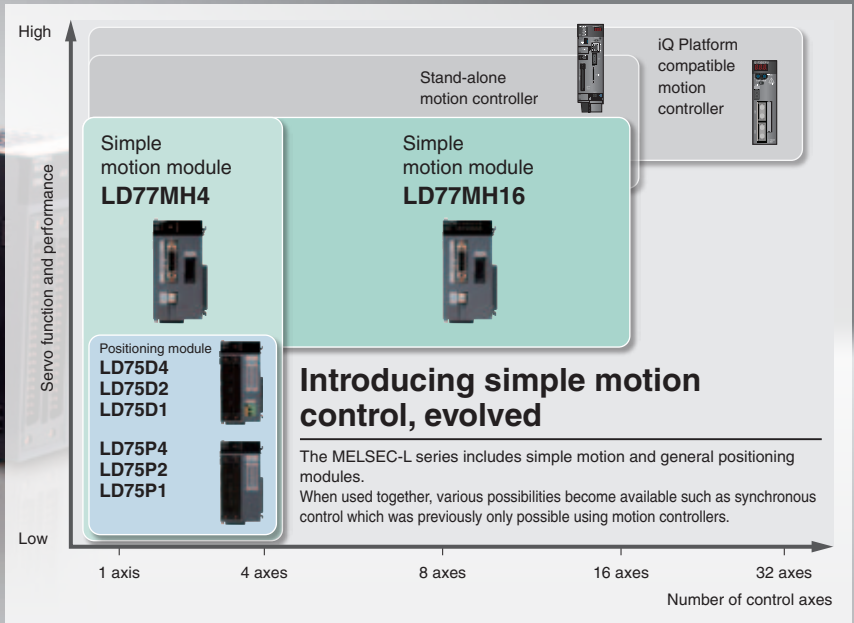 High
Servo function and performance
Low
Stand-alone
motion controller
iQ Platform
compatible
motion
controller
Simple
motion module
LD77MH4
Simple
motion module
LD77MH16
Positioning module
LD75D4
LD75D2
LD75D1
LD75P4
LD75P2
LD75P1
Introducing simple motion
control, evolved
The MELSEC-L series includes simple motion and general positioning
modules.
When used together, various possibilities become available such as synchronous
control which was previously only possible using motion controllers.
1 axis
4 axes
8 axes
16 axes
32 axes
Number of control axes